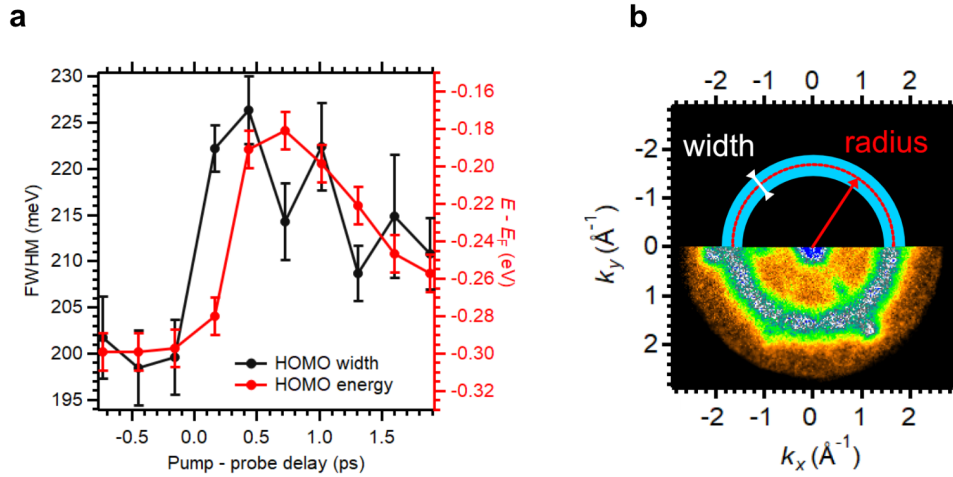 a
230
225
220
215
210
205
200
195
FWHM (meV)
-0.16
-0.18
-0.20
-0.22
-0.24
-0.26
-0.28
-0.30
-0.32
E - EF (eV)
HOMO width
HOMO energy
-0.5
0.0
0.5
1.0
1.5
Pump - probe delay (ps)
b
-2 -1 0 1 2
width
radius
-2
-1
0
1
2
ky (Å-1)
-2 -1 0 1 2
kx (Å-1)